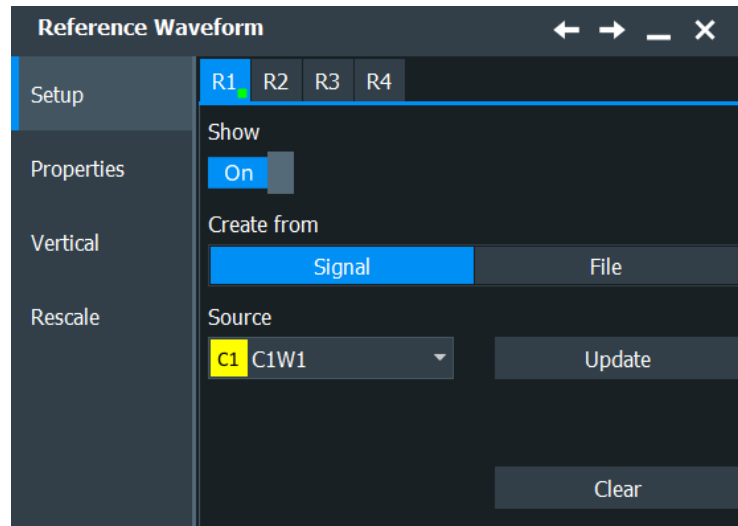 Reference Waveform
Setup
Properties
Vertical
Rescale
R1 R2 R3 R4
Show
On
Create from
Signal File
Source
C1 C1W1
Update
Clear